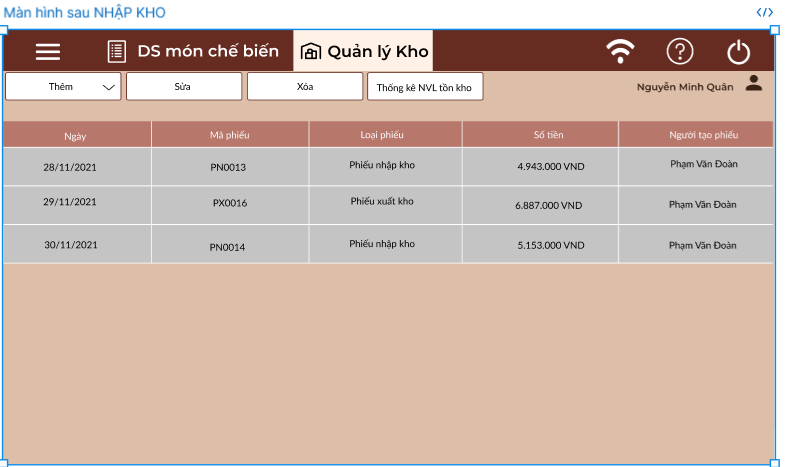 Màn hình sau NHẬP KHO
DS món chế biến
Quản lý Kho
Thêm
Sửa
Xóa
Thống kê NVL tồn kho
Nguyễn Minh Quân
Ngày Mã phiếu Loại phiếu Số tiền Người tạo phiếu
28/11/2021 PN0013 Phiếu nhập kho 4.943.000 VND Phạm Văn Đoàn
29/11/2021 PX0016 Phiếu xuất kho 6.887.000 VND Phạm Văn Đoàn
30/11/2021 PN0014 Phiếu nhập kho 5.153.000 VND Phạm Văn Đoàn